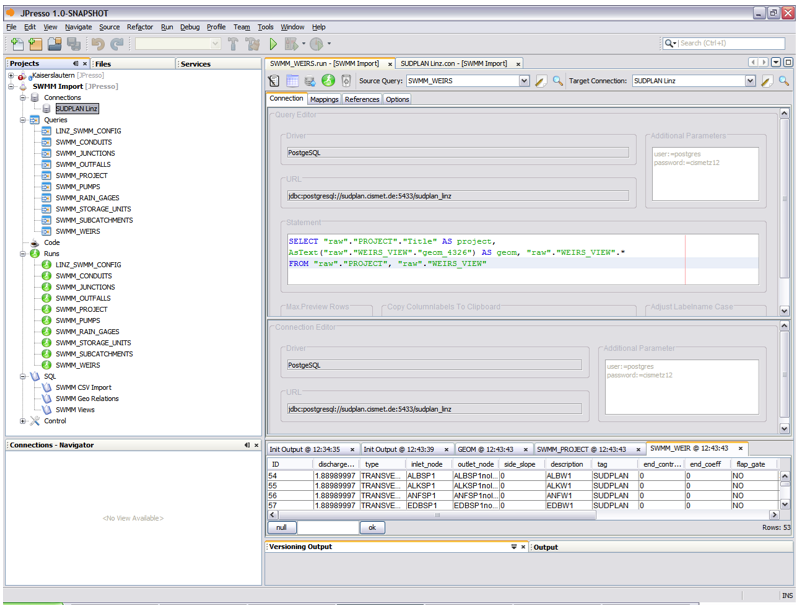 JPresso 1.0-SNAPSHOT
File Edit View Navigate Source Refactor Run Debug Profile Team Tools Window Help
Search (Ctrl+I)
Projects Files Services
Kaiserslautern [JPresso]
SWMM Import [JPresso]
Connections
SUDPLAN Linz
Queries
LINZ_SWMM_CONFIG
SWMM_CONDUITS
SWMM_JUNCTIONS
SWMM_OUTFALLS
SWMM_PROJECT
SWMM_PUMPS
SWMM_RAIN_GAGES
SWMM_STORAGE_UNITS
SWMM_SUBCATCHMENTS
SWMM_WEIRS
Code
Runs
LINZ_SWMM_CONFIG
SWMM_CONDUITS
SWMM_JUNCTIONS
SWMM_OUTFALLS
SWMM_PROJECT
SWMM_PUMPS
SWMM_RAIN_GAGES
SWMM_STORAGE_UNITS
SWMM_SUBCATCHMENTS
SWMM_WEIRS
SQL
SWMM CSV Import
SWMM Geo Relations
SWMM Views
Control
Connections - Navigator
<No View Available>
SWMM_WEIRS.run - [SWMM Import] SUDPLAN Linz.con - [SWMM Import]
Source Query: SWMM_WEIRS Target Connection: SUDPLAN Linz
Connection Mappings References Options
Query Editor
Driver Additional Parameters
PostgeSQL
user:=postgres
password:=cismetz12
URL
jdbc:postgresql://sudplan.cismet.de:5433/sudplan_linz
Statement
SELECT "raw"."PROJECT"."Title" AS project,
AsText("raw"."WEIRS_VIEW"."geom_4326") AS geom, "raw"."WEIRS_VIEW".*
FROM "raw"."PROJECT", "raw"."WEIRS_VIEW"
Max.Preview Rows Copy Columnlabels To Clipboard Adjust Labelname Case
Connection Editor
Driver Additional Parameter
PostgeSQL
user:=postgres
password:=cismetz12
URL
jdbc:postgresql://sudplan.cismet.de:5433/sudplan_linz
Init Output @ 12:34:35 Init Output @ 12:43:39 GEOM @ 12:43:43 SWMM_PROJECT @ 12:43:43 SWMM_WEIR @ 12:43:43
ID discharge... type inlet_node outlet_node side_slope description tag end_contr... end_coeff flap_gate
54 1.88989997 TRANSVE... ALBSP1 ALBSP1nol... 0 ALBW1 SUDPLAN 0 0 NO
55 1.88989997 TRANSVE... ALKSP1 ALKSP1nol... 0 ALKW1 SUDPLAN 0 0 NO
56 1.88989997 TRANSVE... ANFSP1 ANFSP1nol... 0 ANFW1 SUDPLAN 0 0 NO
57 1.88989997 TRANSVE... EDBSP1 EDBSP1no... 0 EDBW1 SUDPLAN 0 0 NO
null ok Rows: 53
Versioning Output Output
INS